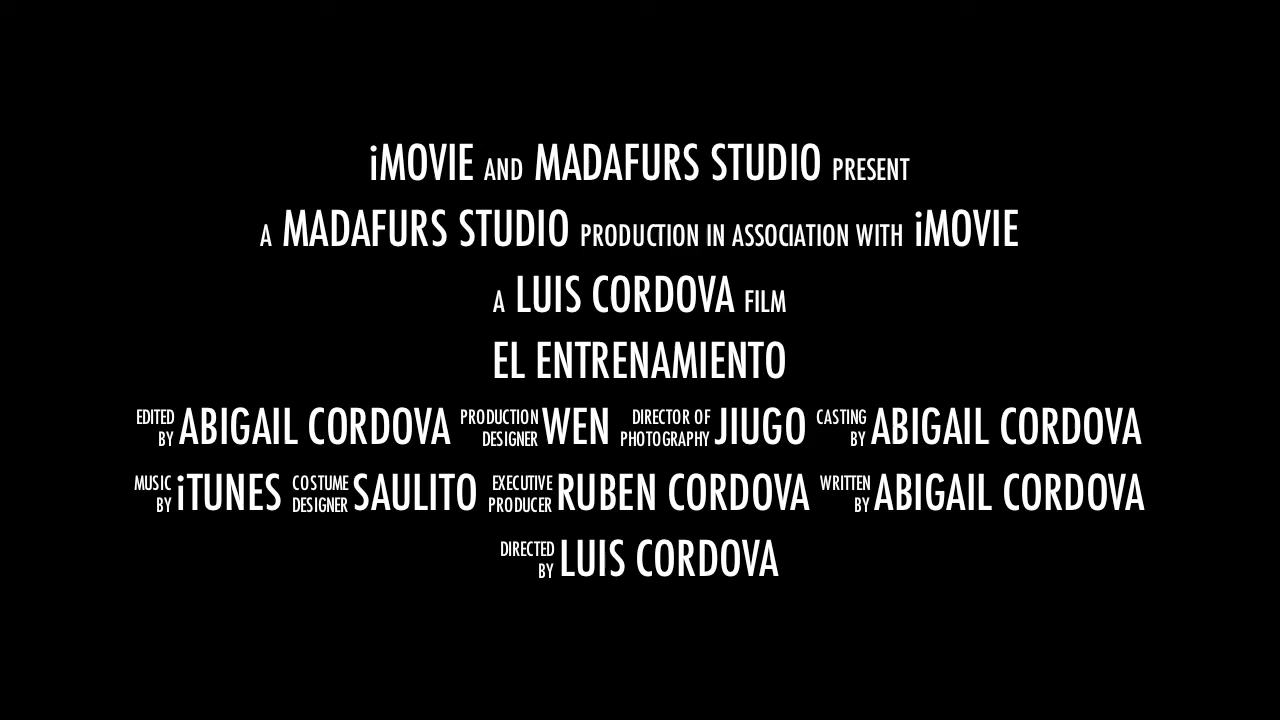 iMOVIE AND MADAFURS STUDIO PRESENT
A MADAFURS STUDIO PRODUCTION IN ASSOCIATION WITH iMOVIE
A LUIS CORDOVA FILM
EL ENTRENAMIENTO
EDITED BY ABIGAIL CORDOVA PRODUCTION DESIGNER WEN DIRECTOR OF PHOTOGRAPHY JIUGO CASTING BY ABIGAIL CORDOVA
MUSIC BY iTUNES COSTUME DESIGNER SAULITO EXECUTIVE PRODUCER RUBEN CORDOVA WRITTEN BY ABIGAIL CORDOVA
DIRECTED BY LUIS CORDOVA